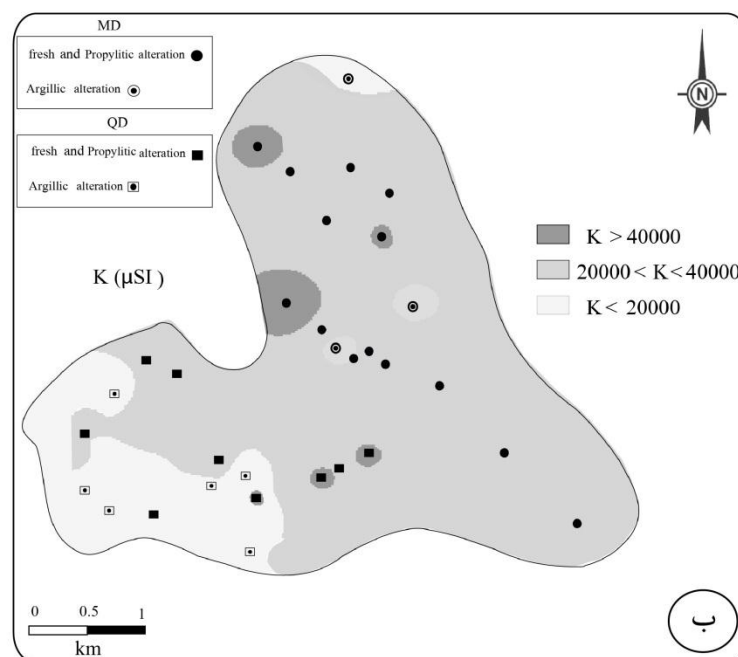 MD
fresh and Propylitic alteration
Argillic alteration
QD
fresh and Propylitic alteration
Argillic alteration
N
K (µSI)
K > 40000
20000 < K < 40000
K < 20000
0 0.5 1
km
ب